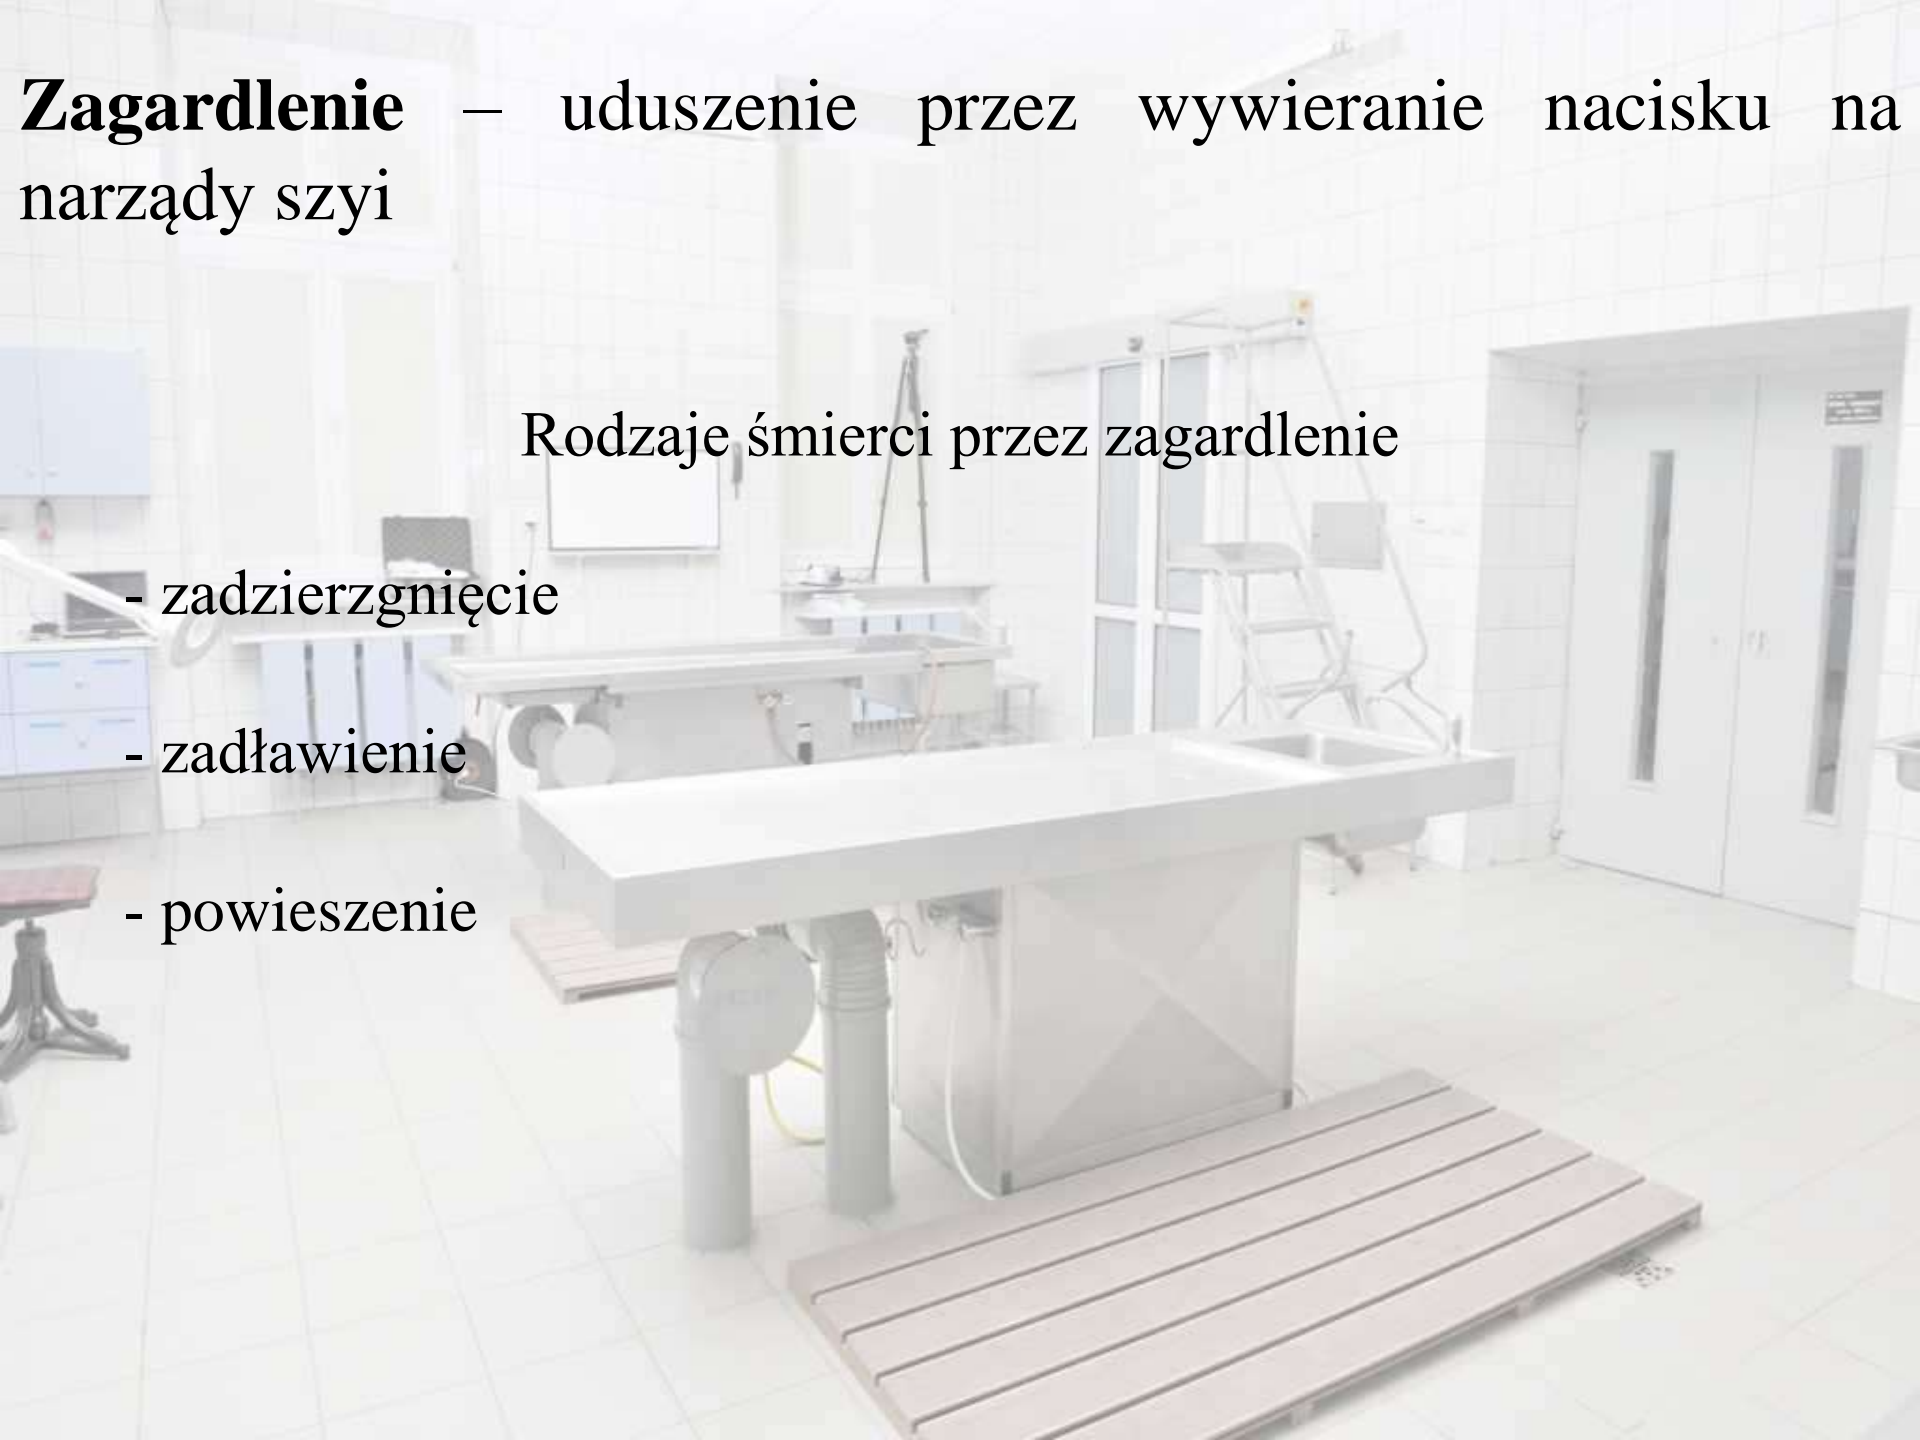 Zagardlenie – uduszenie przez wywieranie nacisku na
narządy szyi
Rodzaje śmierci przez zagardlenie
- zadzierzgnięcie
- zadławienie
- powieszenie